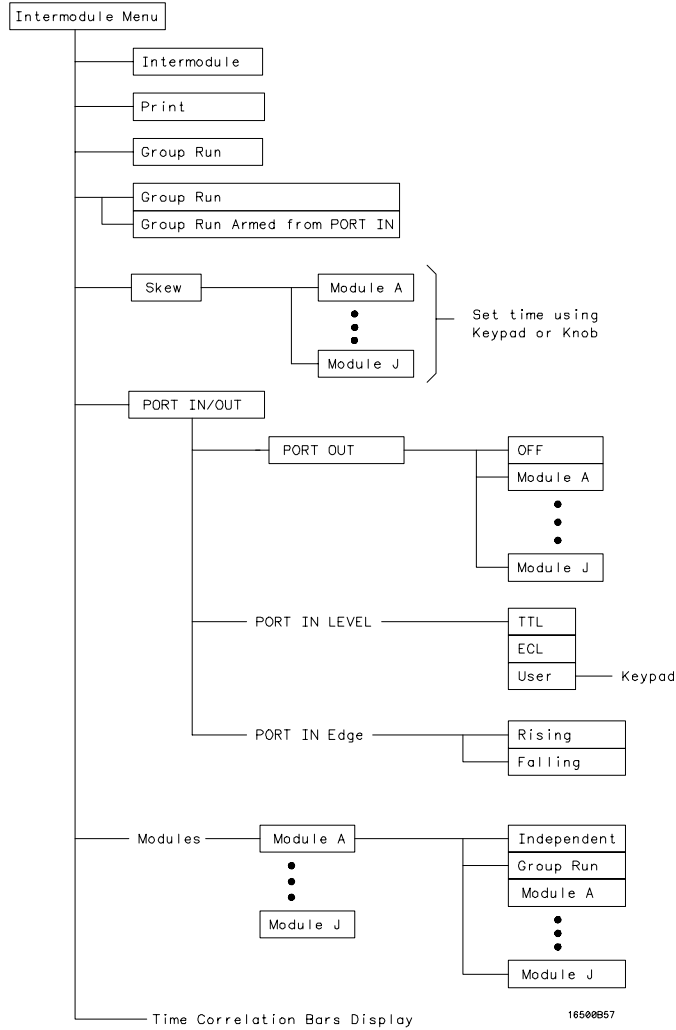 Intermodule Menu
Intermodule
Print
Group Run
Group Run
Group Run Armed from PORT IN
Skew
Module A
Module J
Set time using
Keypad or Knob
PORT IN/OUT
PORT OUT
OFF
Module A
Module J
PORT IN LEVEL
TTL
ECL
User
Keypad
PORT IN Edge
Rising
Falling
Modules
Module A
Module J
Independent
Group Run
Module A
Module J
Time Correlation Bars Display
16500B57